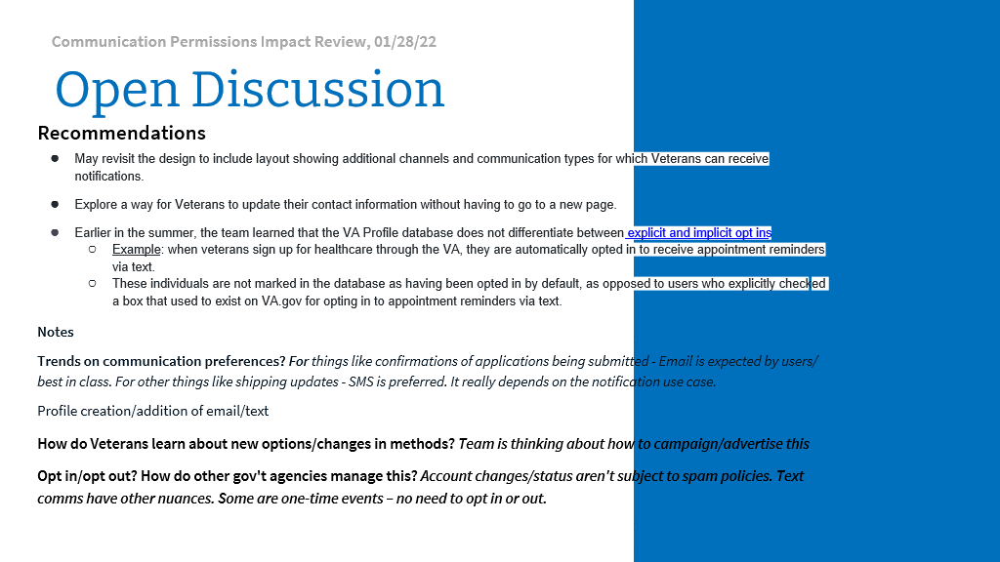 Communication Permissions Impact Review, 01/28/22
Open Discussion
Recommendations
● May revisit the design to include layout showing additional channels and communication types for which Veterans can receive
notifications.
● Explore a way for Veterans to update their contact information without having to go to a new page.
● Earlier in the summer, the team learned that the VA Profile database does not differentiate between explicit and implicit opt ins
○ Example: when veterans sign up for healthcare through the VA, they are automatically opted in to receive appointment reminders
via text.
○ These individuals are not marked in the database as having been opted in by default, as opposed to users who explicitly checked
a box that used to exist on VA.gov for opting in to appointment reminders via text.
Notes
Trends on communication preferences? For things like confirmations of applications being submitted - Email is expected by users/
best in class. For other things like shipping updates - SMS is preferred. It really depends on the notification use case.
Profile creation/addition of email/text
How do Veterans learn about new options/changes in methods? Team is thinking about how to campaign/advertise this
Opt in/opt out? How do other gov't agencies manage this? Account changes/status aren't subject to spam policies. Text
comms have other nuances. Some are one-time events – no need to opt in or out.